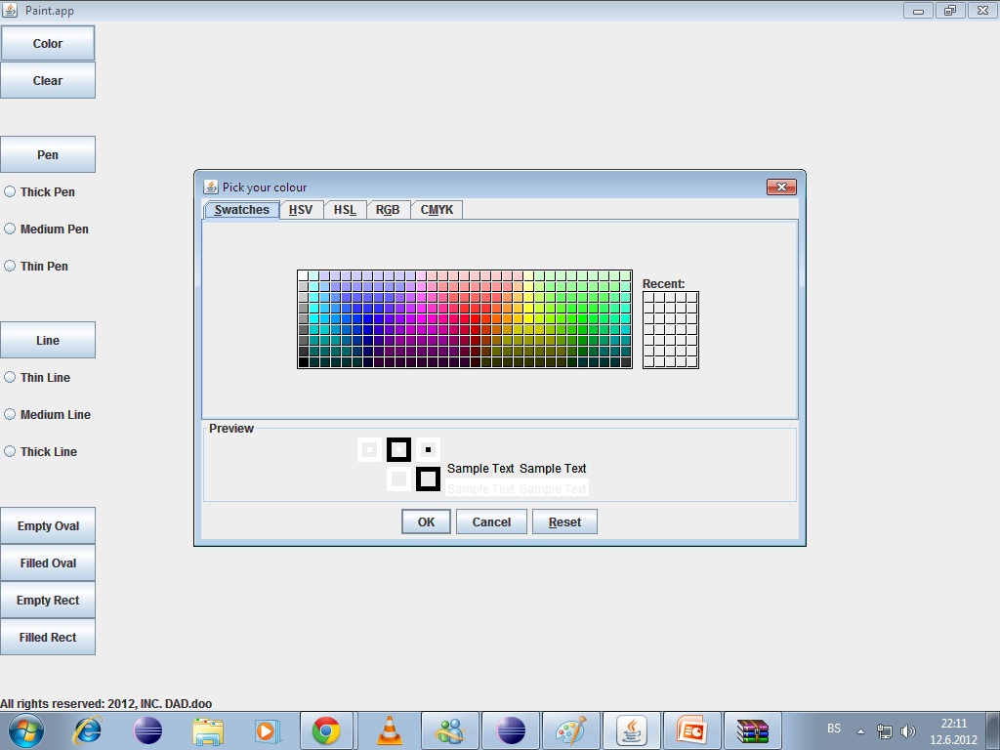 Paint.app
Color
Clear
Pen
Thick Pen
Medium Pen
Thin Pen
Line
Thin Line
Medium Line
Thick Line
Empty Oval
Filled Oval
Empty Rect
Filled Rect
All rights reserved: 2012, INC. DAD.doo
Pick your colour
Swatches HSV HSL RGB CMYK
Recent:
Preview
Sample Text Sample Text
Sample Text Sample Text
OK Cancel Reset
BS
22:11
12.6.2012